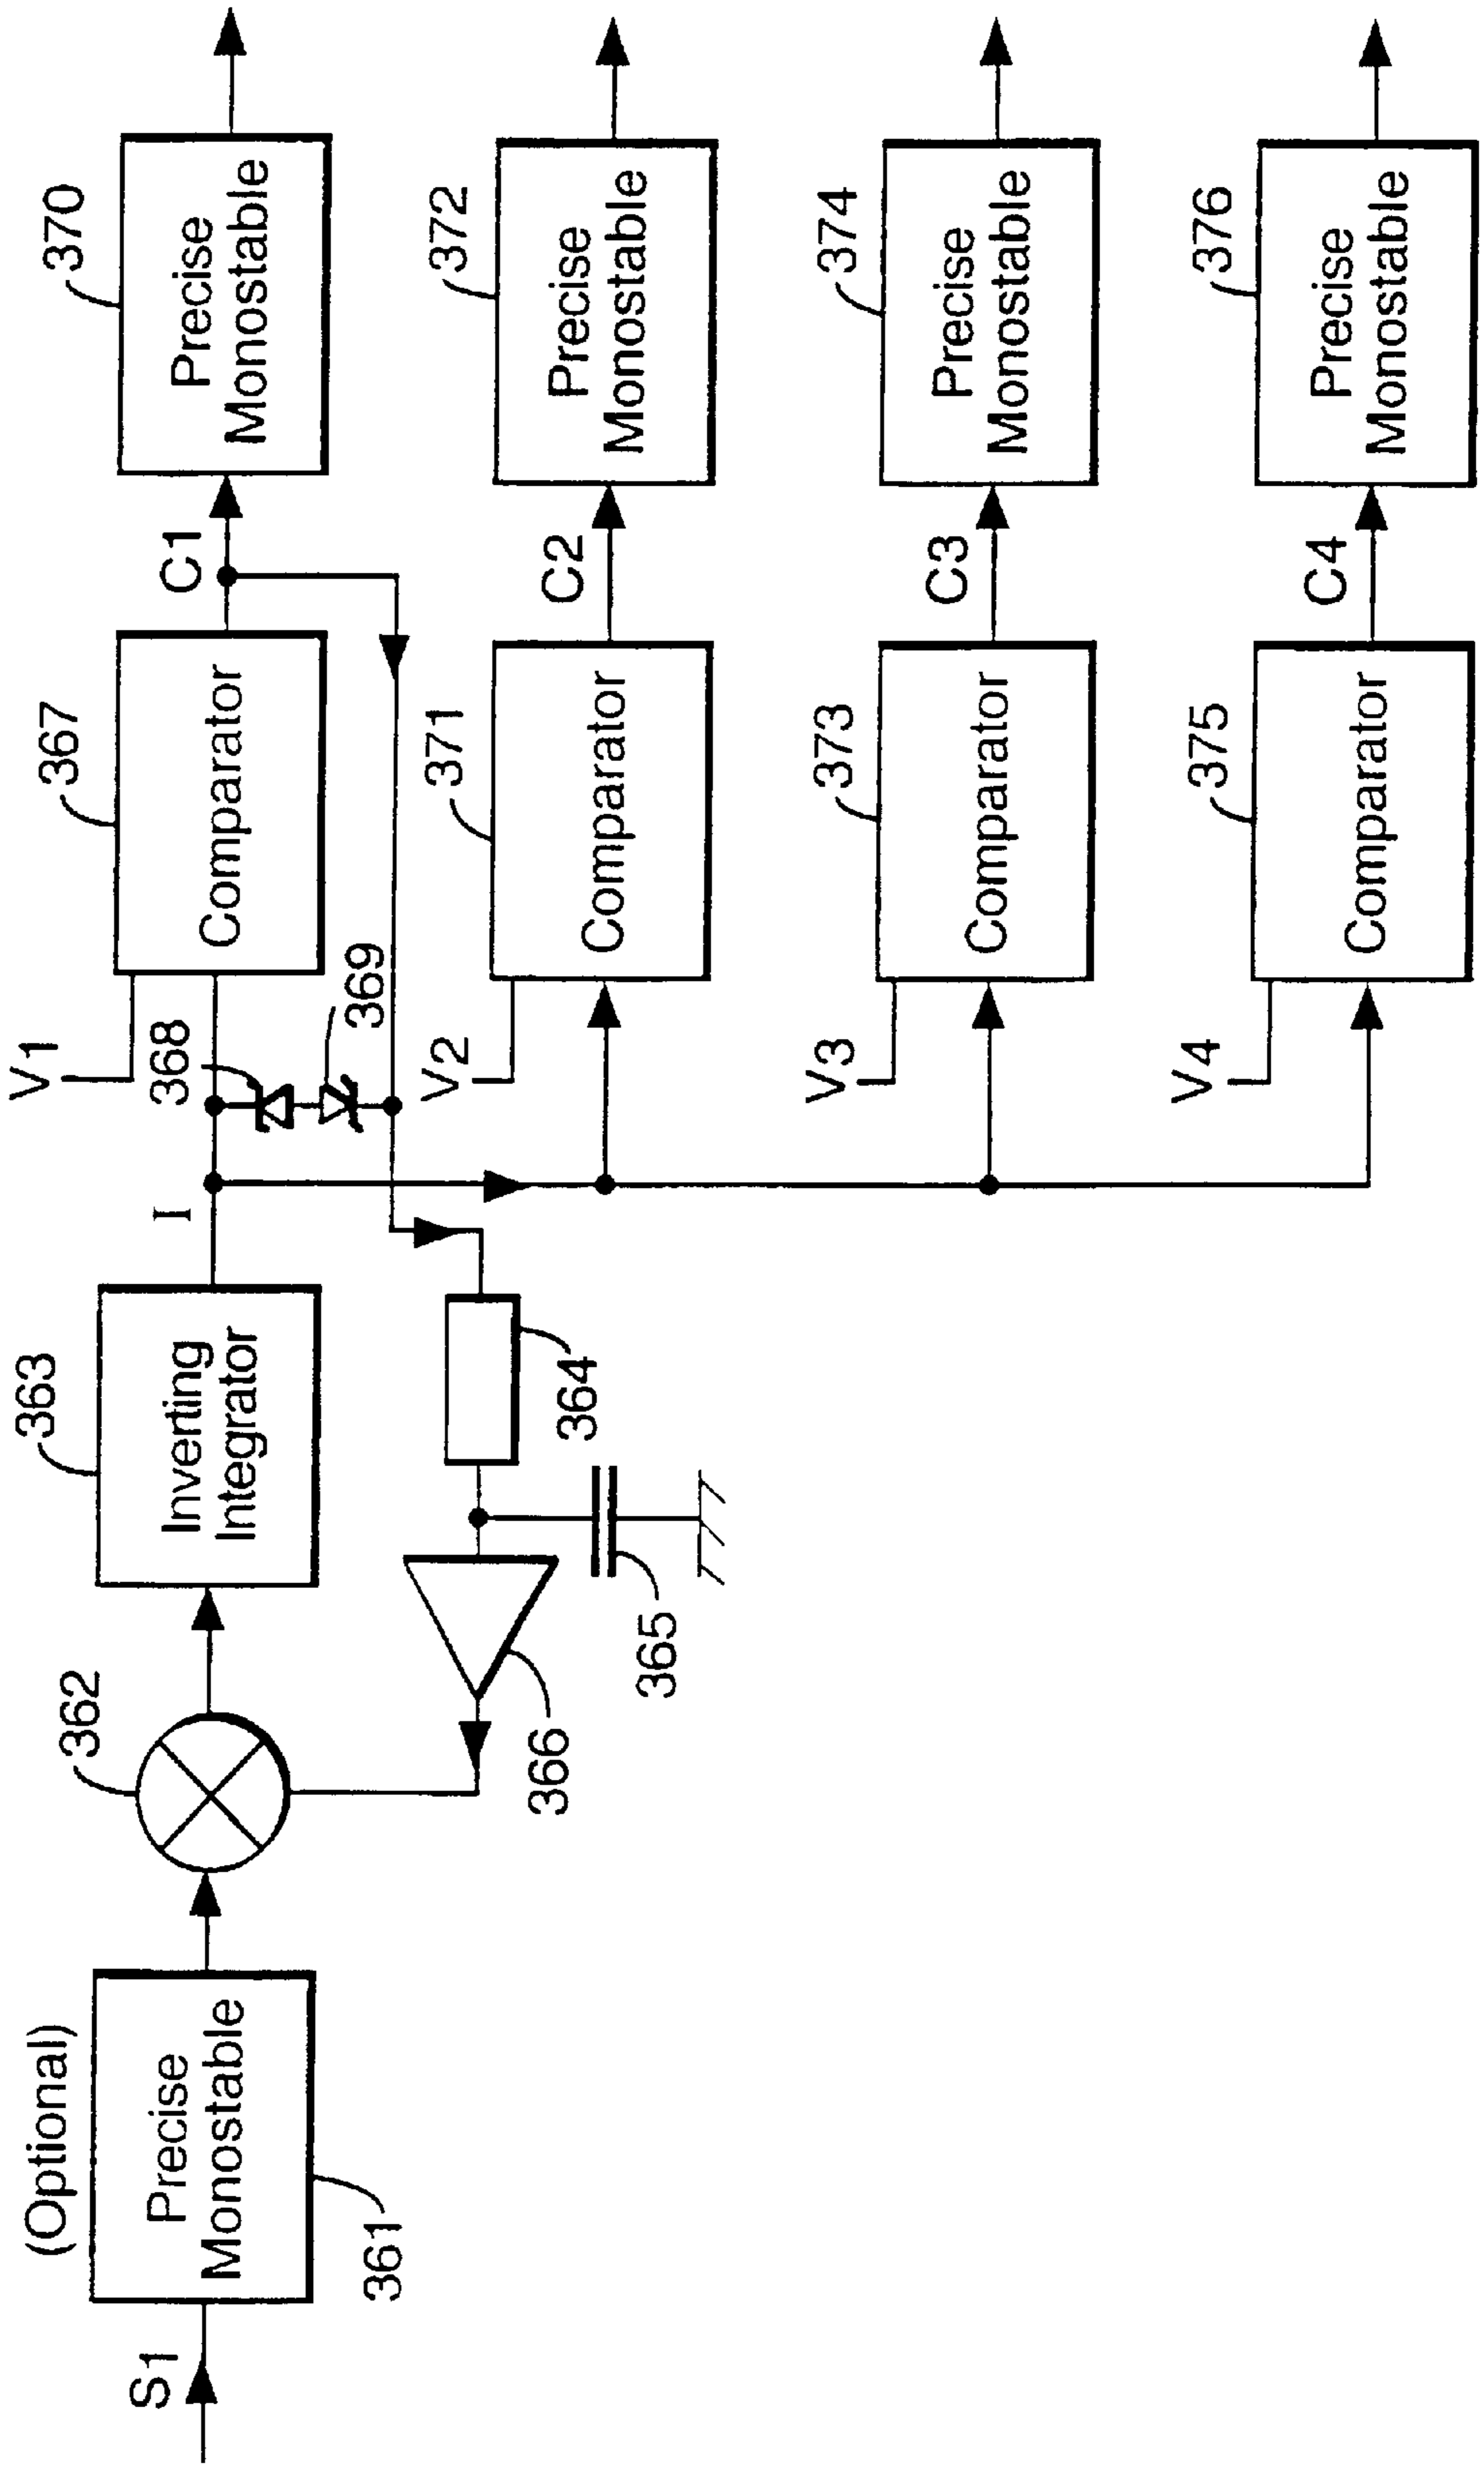 S1
(Optional)
Precise
Monostable
361
362
363
Inverting
Integrator
364
365
366
I
V1
367
Comparator
368
369
C1
370
Precise
Monostable
V2
371
Comparator
C2
372
Precise
Monostable
V3
373
Comparator
C3
374
Precise
Monostable
V4
375
Comparator
C4
376
Precise
Monostable